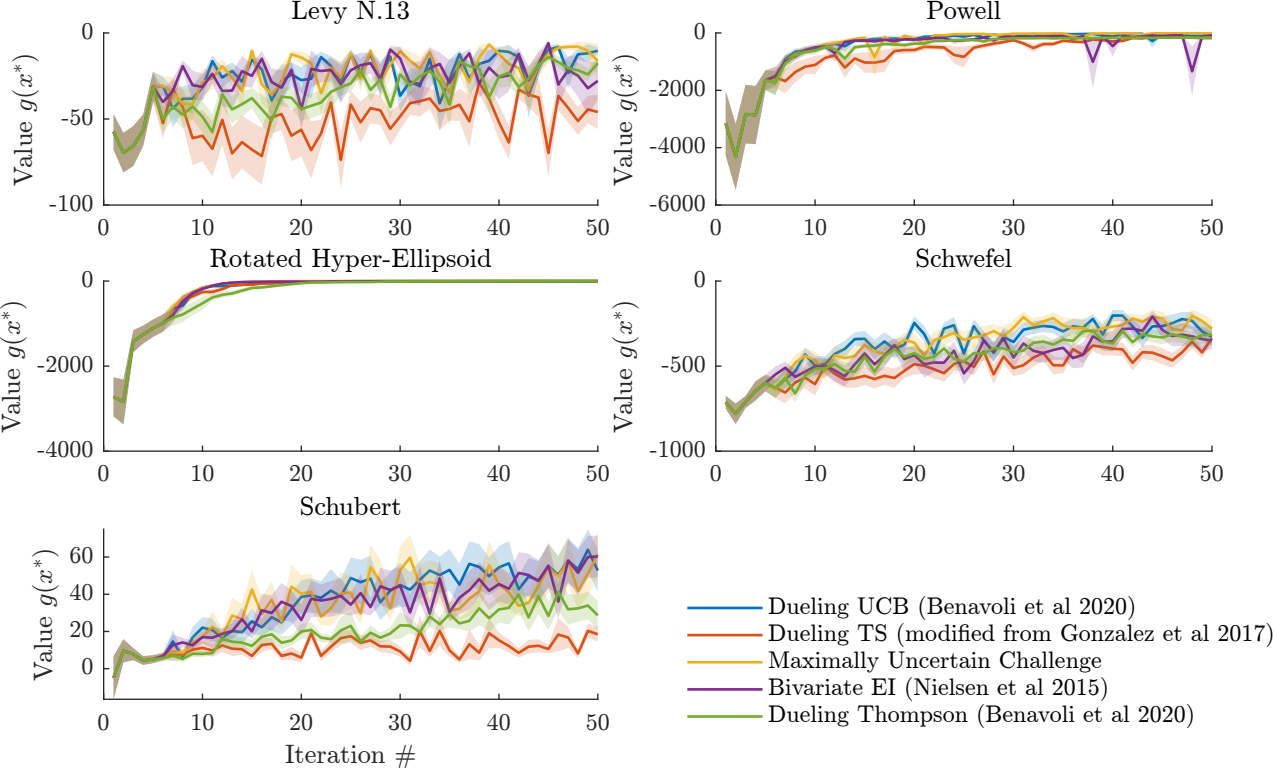 Levy N.13
Value g(x*)
0
-50
-100
0 10 20 30 40 50
Powell
Value g(x*)
0
-2000
-4000
-6000
0 10 20 30 40 50
Rotated Hyper-Ellipsoid
Value g(x*)
0
-2000
-4000
0 10 20 30 40 50
Schwefel
Value g(x*)
0
-500
-1000
0 10 20 30 40 50
Schubert
Value g(x*)
60
40
20
0
0 10 20 30 40 50
Iteration #
Dueling UCB (Benavoli et al 2020)
Dueling TS (modified from Gonzalez et al 2017)
Maximally Uncertain Challenge
Bivariate EI (Nielsen et al 2015)
Dueling Thompson (Benavoli et al 2020)